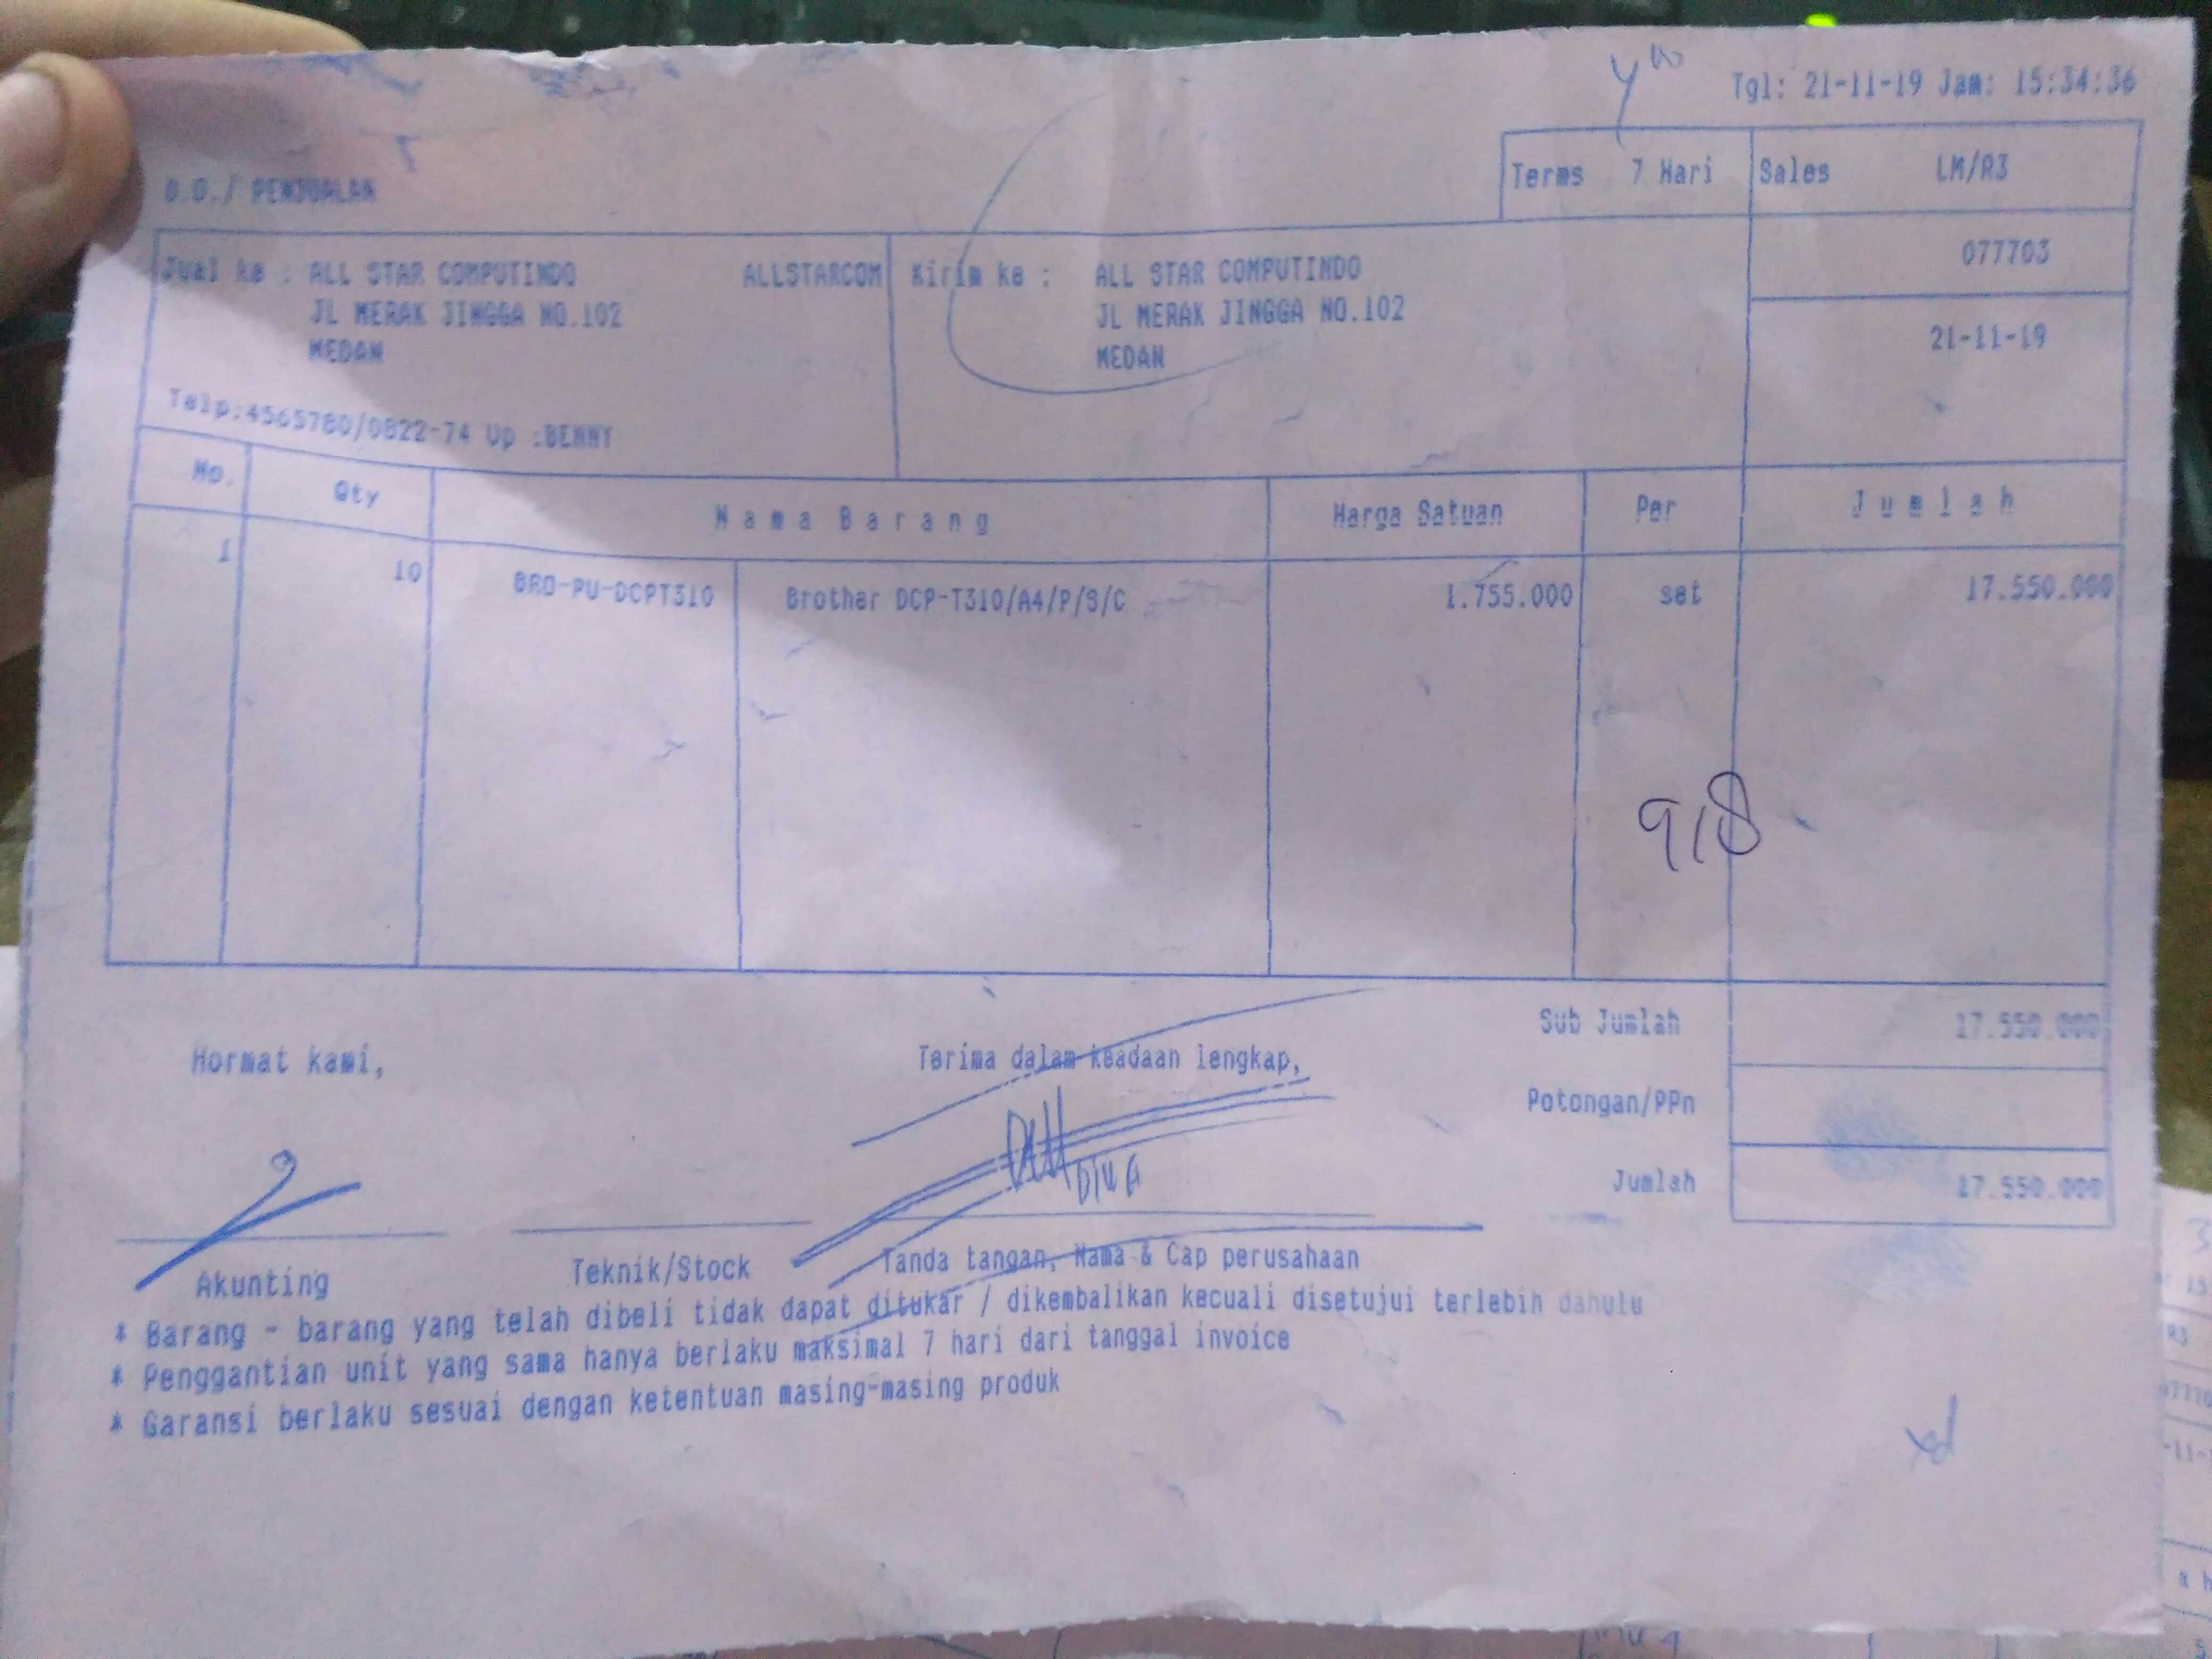 Tgl: 21-11-19 Jam: 15:34:36
Terms 7 Hari Sales LM/R3
D.O./ PENJUALAN
077703
Jual ke : ALL STAR COMPUTINDO ALLSTARCOM Kirim ke : ALL STAR COMPUTINDO
JL MERAK JINGGA NO.102 JL MERAK JINGGA NO.102
MEDAN MEDAN
21-11-19
Telp:4565780/0822-74 Up :BENNY
No. Qty Nama Barang Harga Satuan Per Jumlah
1 10 BRO-PU-DCPT310 Brother DCP-T310/A4/P/S/C 1.755.000 set 17.550.000
918
Sub Jumlah 17.550.000
Hormat kami, Terima dalam keadaan lengkap,
Potongan/PPn
Jumlah 17.550.000
Akunting Teknik/Stock Tanda tangan, Nama & Cap perusahaan
* Barang - barang yang telah dibeli tidak dapat ditukar / dikembalikan kecuali disetujui terlebih dahulu
* Penggantian unit yang sama hanya berlaku maksimal 7 hari dari tanggal invoice
* Garansi berlaku sesuai dengan ketentuan masing-masing produk